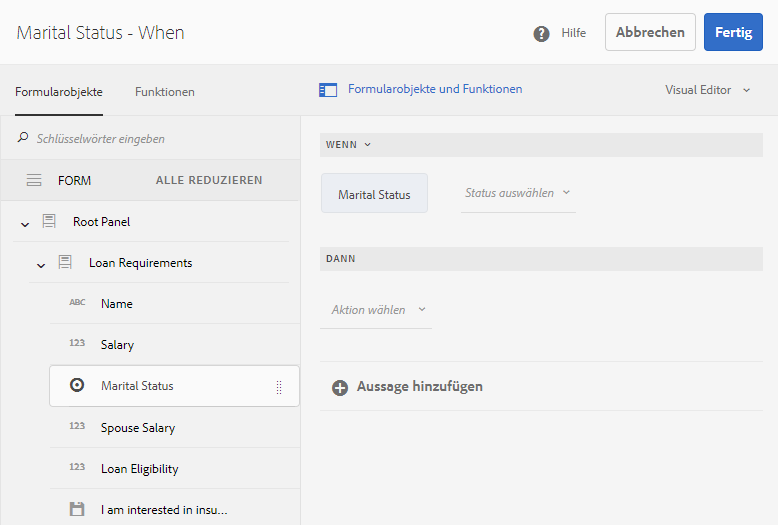 Marital Status - When
? Hilfe
Abbrechen
Fertig
Formularobjekte
Funktionen
Formularobjekte und Funktionen
Visual Editor
Schlüsselwörter eingeben
FORM
ALLE REDUZIEREN
Root Panel
Loan Requirements
ABC Name
123 Salary
Marital Status
123 Spouse Salary
123 Loan Eligibility
I am interested in insu...
WENN
Marital Status
Status auswählen
DANN
Aktion wählen
Aussage hinzufügen